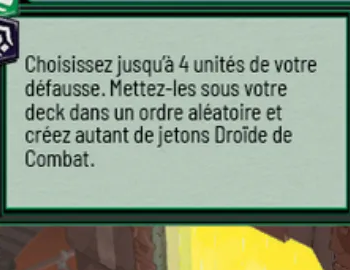 Choisissez jusqu'à 4 unités de votre
défausse. Mettez-les sous votre
deck dans un ordre aléatoire et
créez autant de jetons Droïde de
Combat.